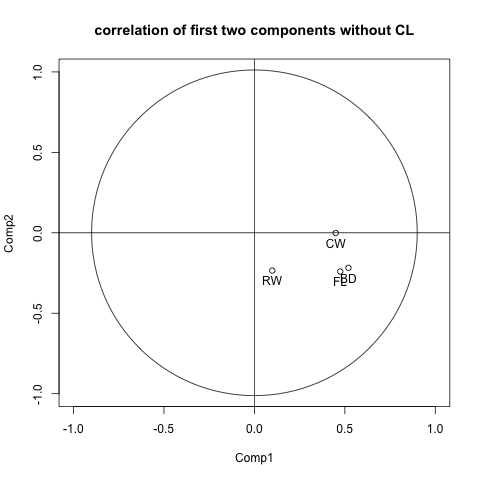 correlation of first two components without CL
Comp2
1.0
0.5
0.0
-0.5
-1.0
CW
RW
FL
BD
-1.0
-0.5
0.0
0.5
1.0
Comp1